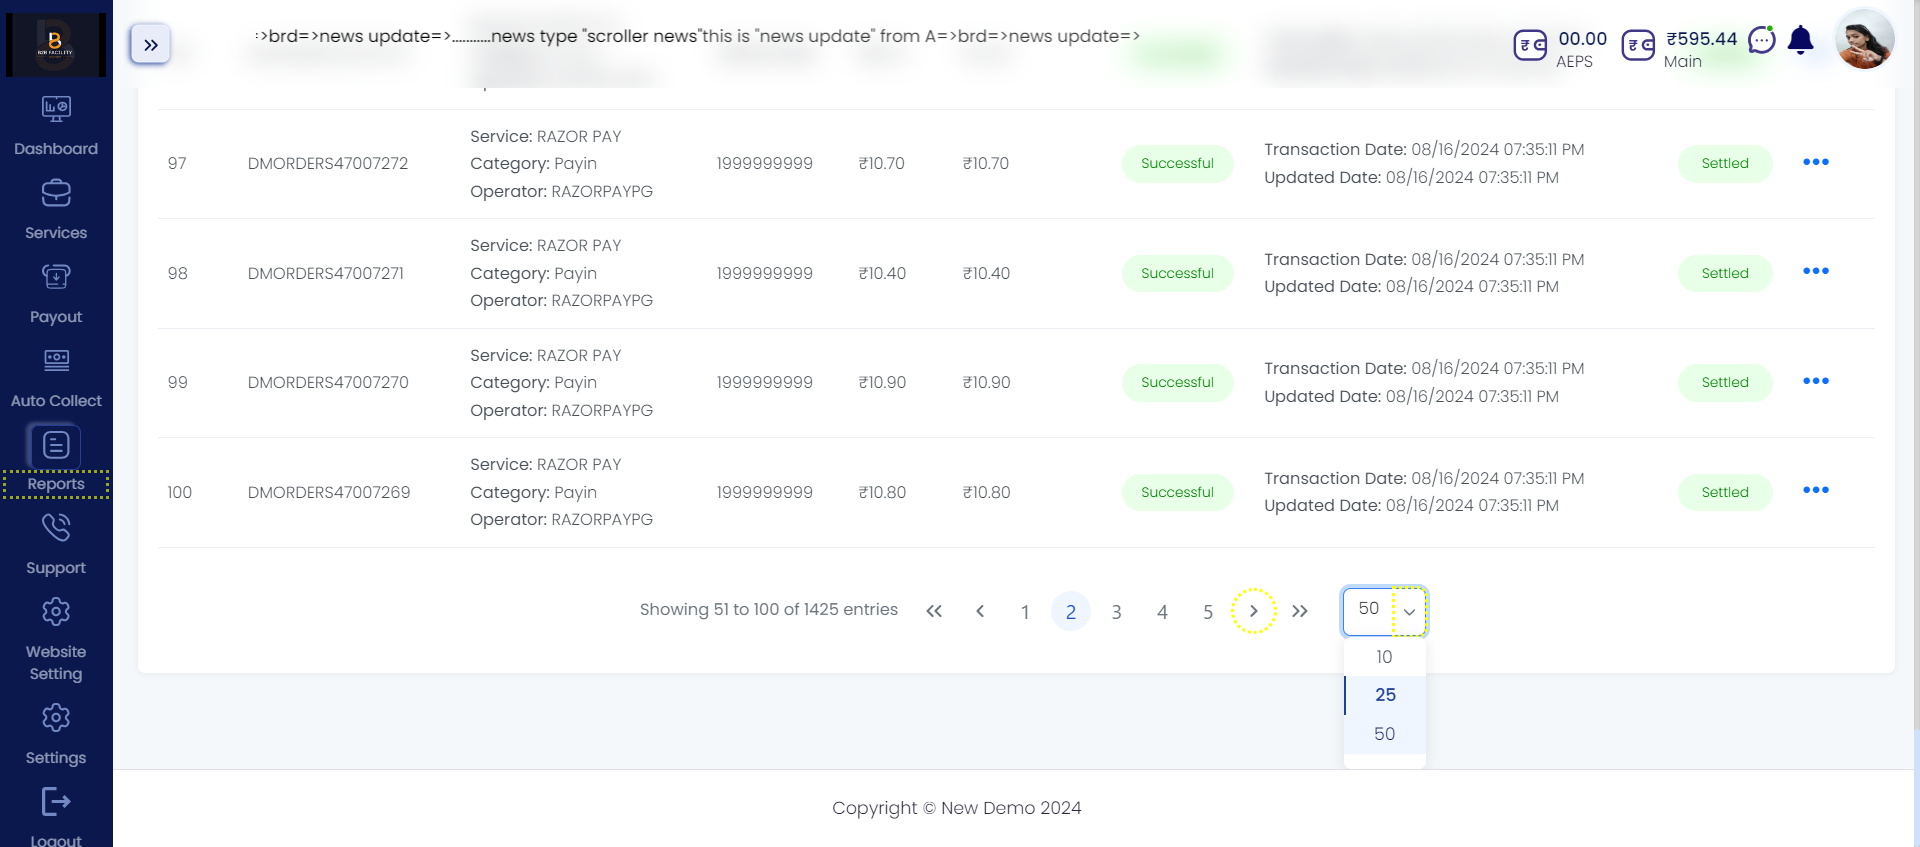 B2B FACILITY
:>brd=>news update=>...........news type "scroller news"this is "news update" from A=>brd=>news update=>
00.00
AEPS
₹595.44
Main
Dashboard
Services
Payout
Auto Collect
Reports
Support
Website
Setting
Settings
Logout
97 DMORDERS47007272 Service: RAZOR PAY
Category: Payin
Operator: RAZORPAYPG 1999999999 ₹10.70 ₹10.70 Successful Transaction Date: 08/16/2024 07:35:11 PM
Updated Date: 08/16/2024 07:35:11 PM Settled
98 DMORDERS47007271 Service: RAZOR PAY
Category: Payin
Operator: RAZORPAYPG 1999999999 ₹10.40 ₹10.40 Successful Transaction Date: 08/16/2024 07:35:11 PM
Updated Date: 08/16/2024 07:35:11 PM Settled
99 DMORDERS47007270 Service: RAZOR PAY
Category: Payin
Operator: RAZORPAYPG 1999999999 ₹10.90 ₹10.90 Successful Transaction Date: 08/16/2024 07:35:11 PM
Updated Date: 08/16/2024 07:35:11 PM Settled
100 DMORDERS47007269 Service: RAZOR PAY
Category: Payin
Operator: RAZORPAYPG 1999999999 ₹10.80 ₹10.80 Successful Transaction Date: 08/16/2024 07:35:11 PM
Updated Date: 08/16/2024 07:35:11 PM Settled
Showing 51 to 100 of 1425 entries « ‹ 1 2 3 4 5 › » 50
10
25
50
Copyright © New Demo 2024